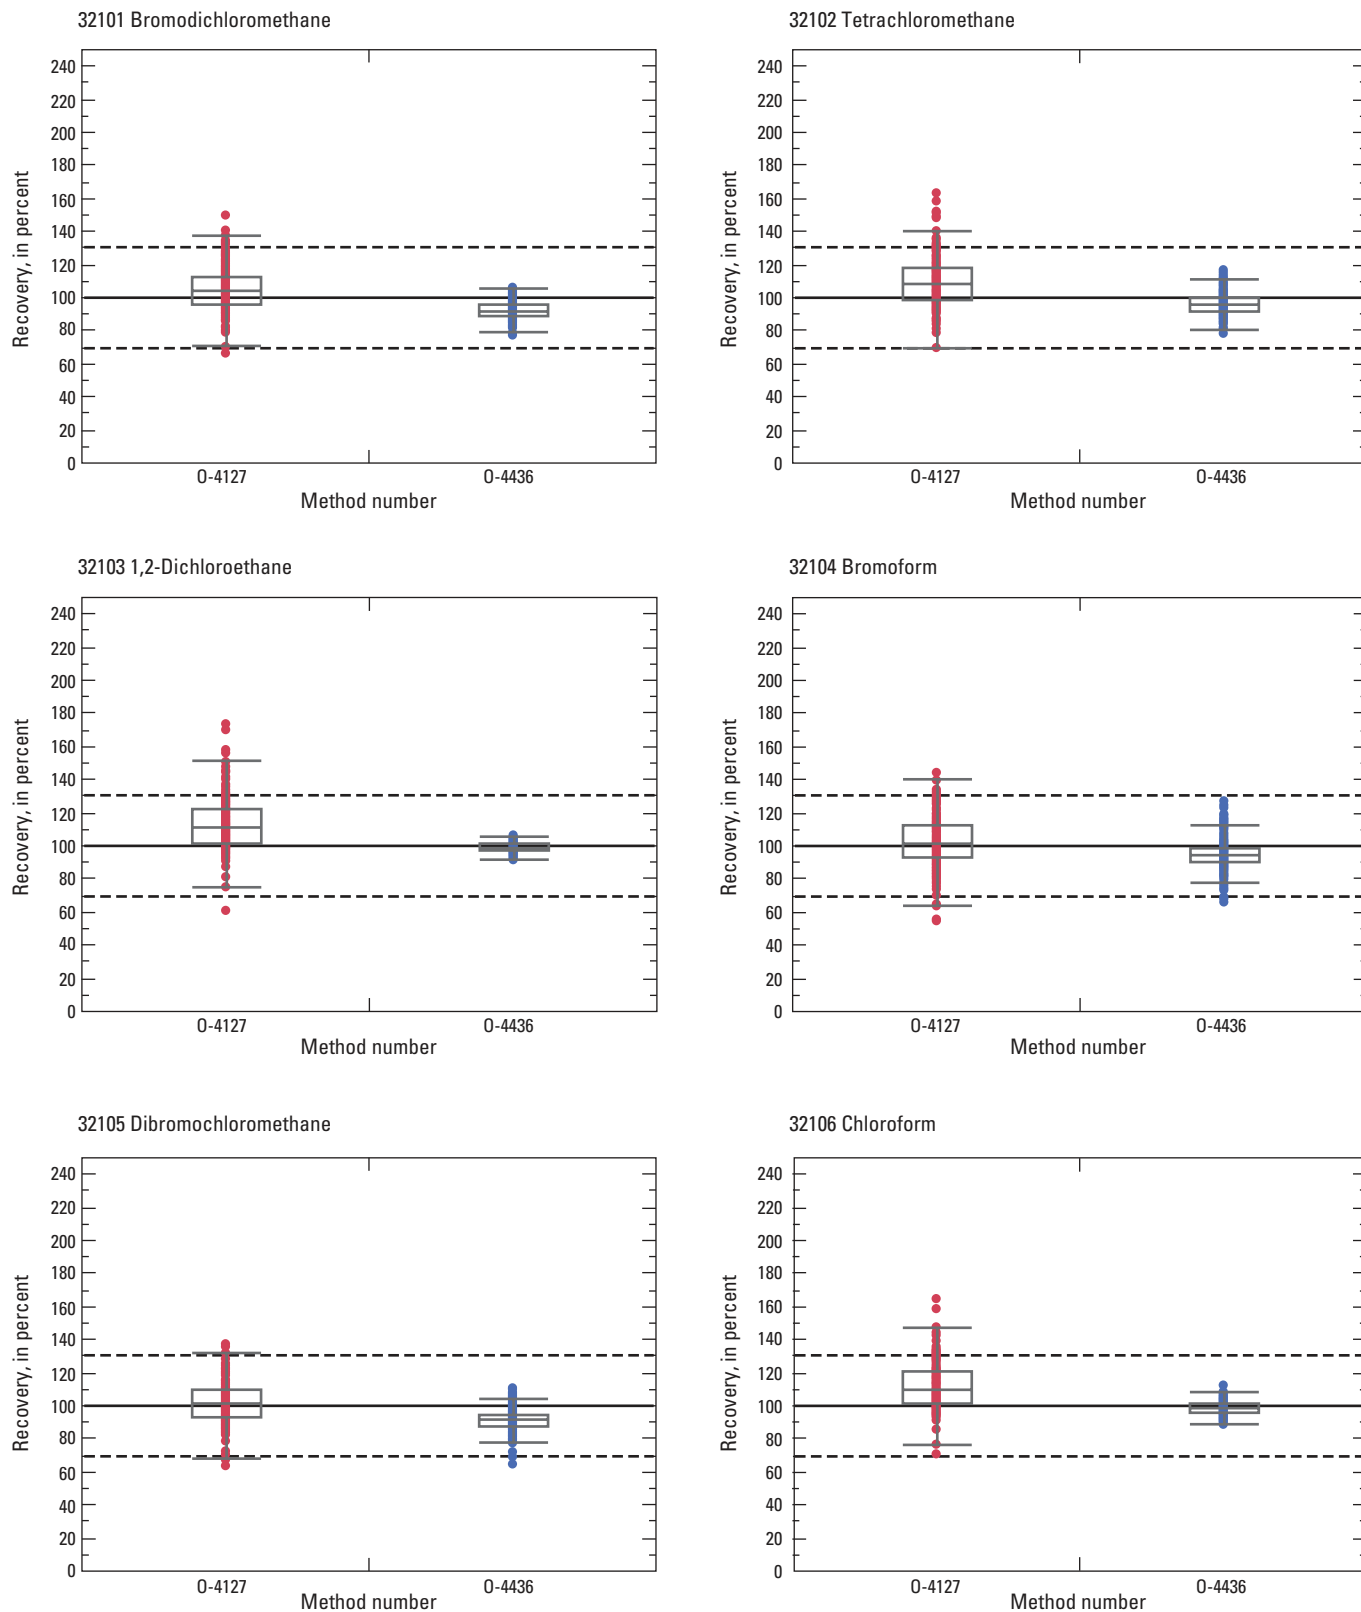 32101 Bromodichloromethane
240
220
200
180
160
140
120
100
80
60
40
20
0
Recovery, in percent
O-4127
O-4436
Method number
32102 Tetrachloromethane
240
220
200
180
160
140
120
100
80
60
40
20
0
Recovery, in percent
O-4127
O-4436
Method number
32103 1,2-Dichloroethane
240
220
200
180
160
140
120
100
80
60
40
20
0
Recovery, in percent
O-4127
O-4436
Method number
32104 Bromoform
240
220
200
180
160
140
120
100
80
60
40
20
0
Recovery, in percent
O-4127
O-4436
Method number
32105 Dibromochloromethane
240
220
200
180
160
140
120
100
80
60
40
20
0
Recovery, in percent
O-4127
O-4436
Method number
32106 Chloroform
240
220
200
180
160
140
120
100
80
60
40
20
0
Recovery, in percent
O-4127
O-4436
Method number